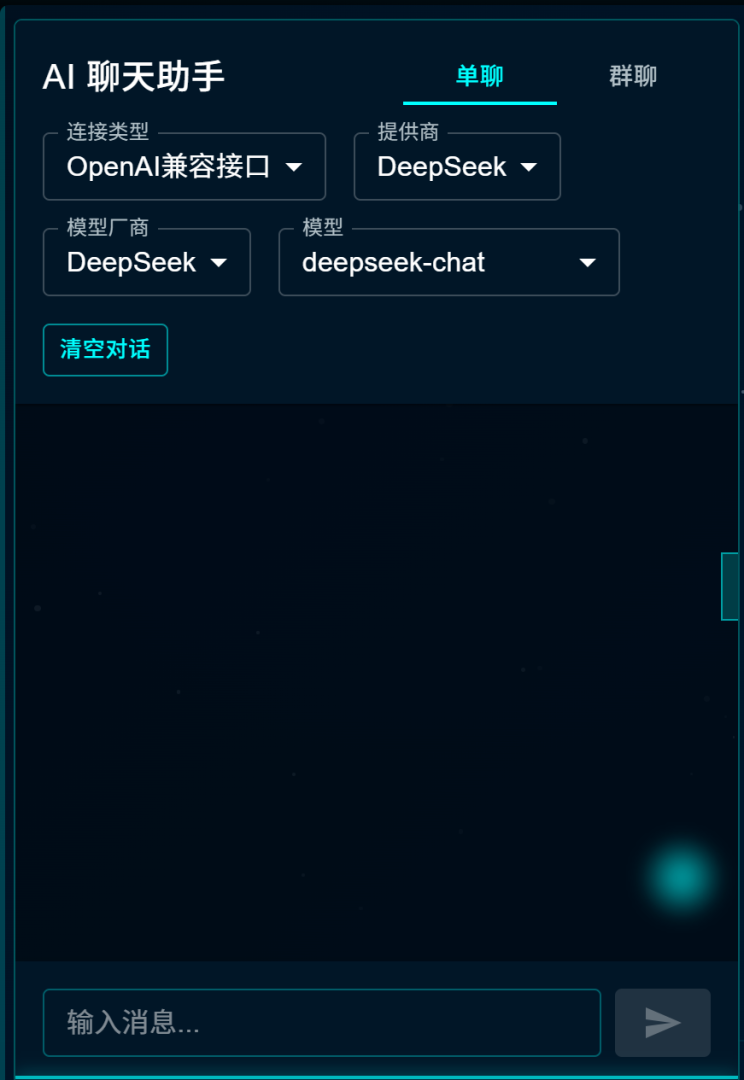 AI 聊天助手
单聊
群聊
连接类型
OpenAI兼容接口
提供商
DeepSeek
模型厂商
DeepSeek
模型
deepseek-chat
清空对话
输入消息...